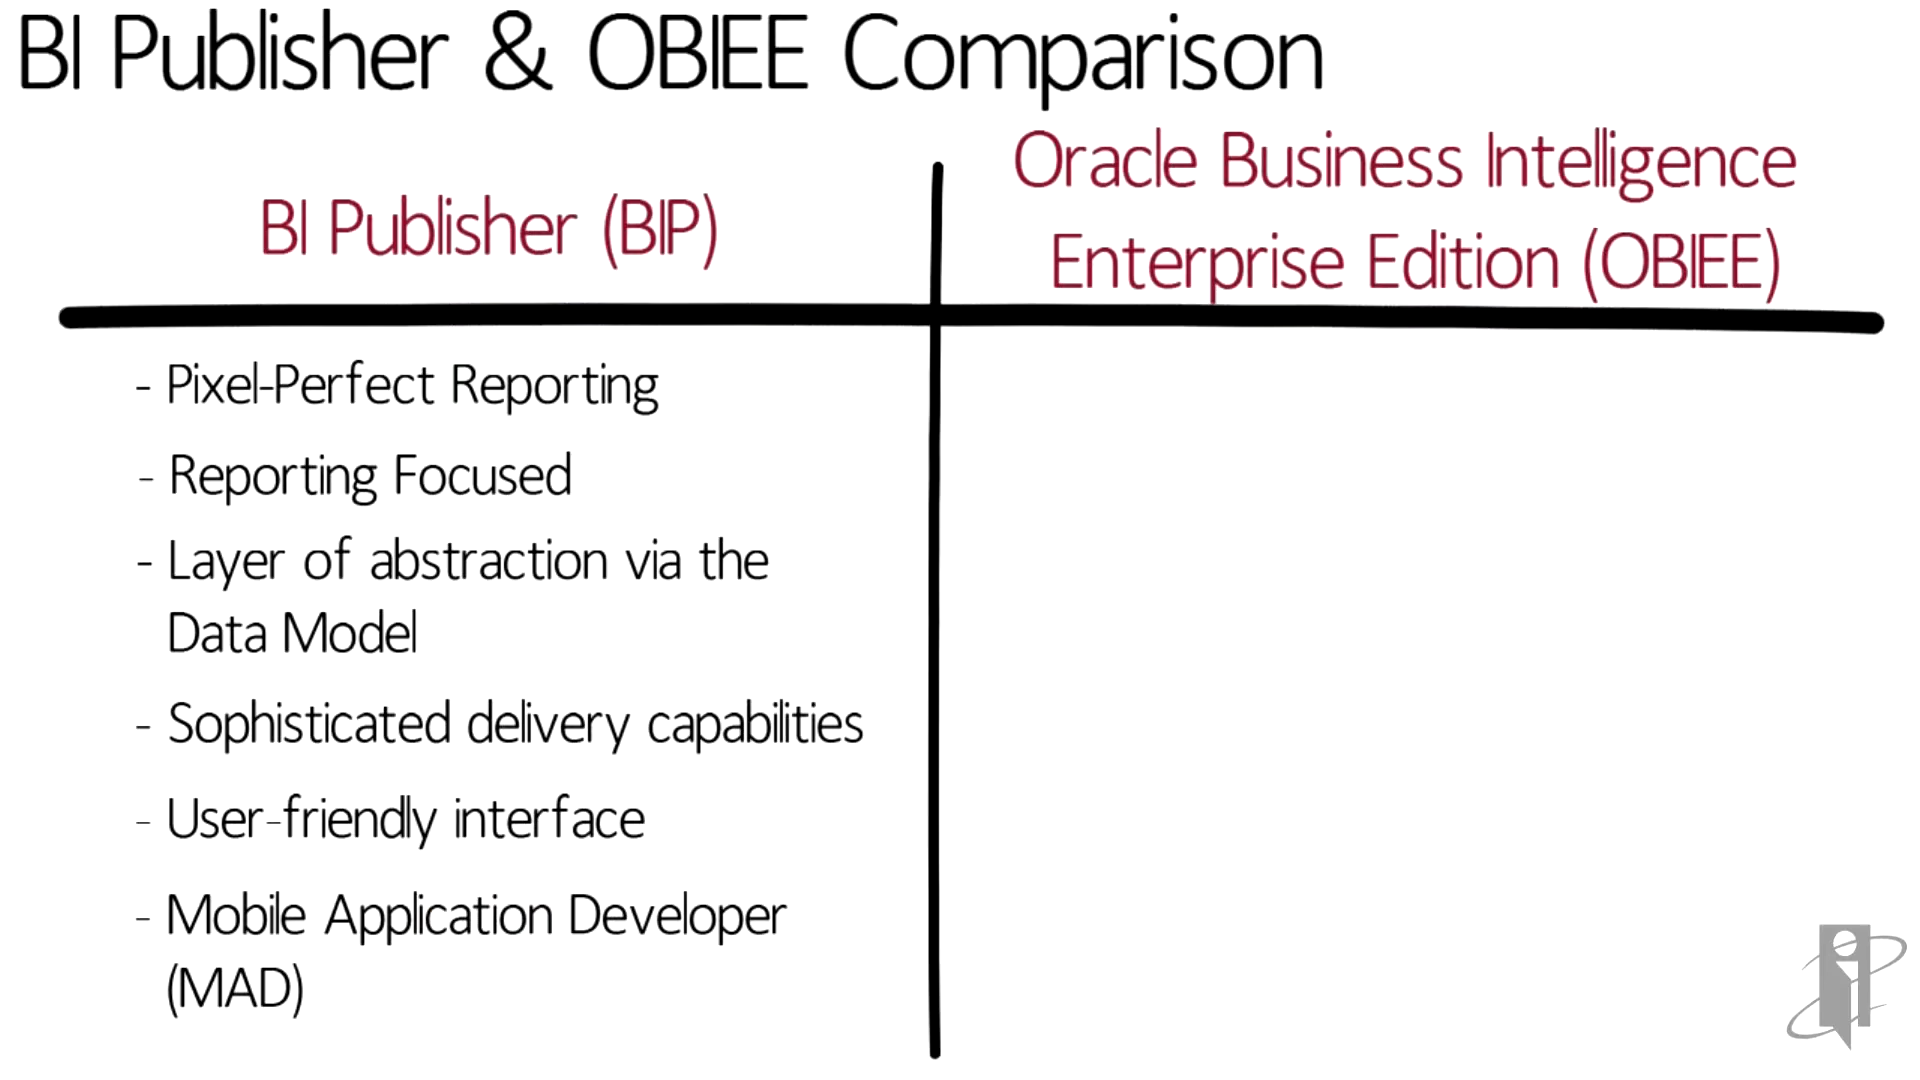 BI Publisher & OBIEE Comparison
BI Publisher (BIP)
Oracle Business Intelligence
Enterprise Edition (OBIEE)
- Pixel-Perfect Reporting
- Reporting Focused
- Layer of abstraction via the
Data Model
- Sophisticated delivery capabilities
- User-friendly interface
- Mobile Application Developer
(MAD)